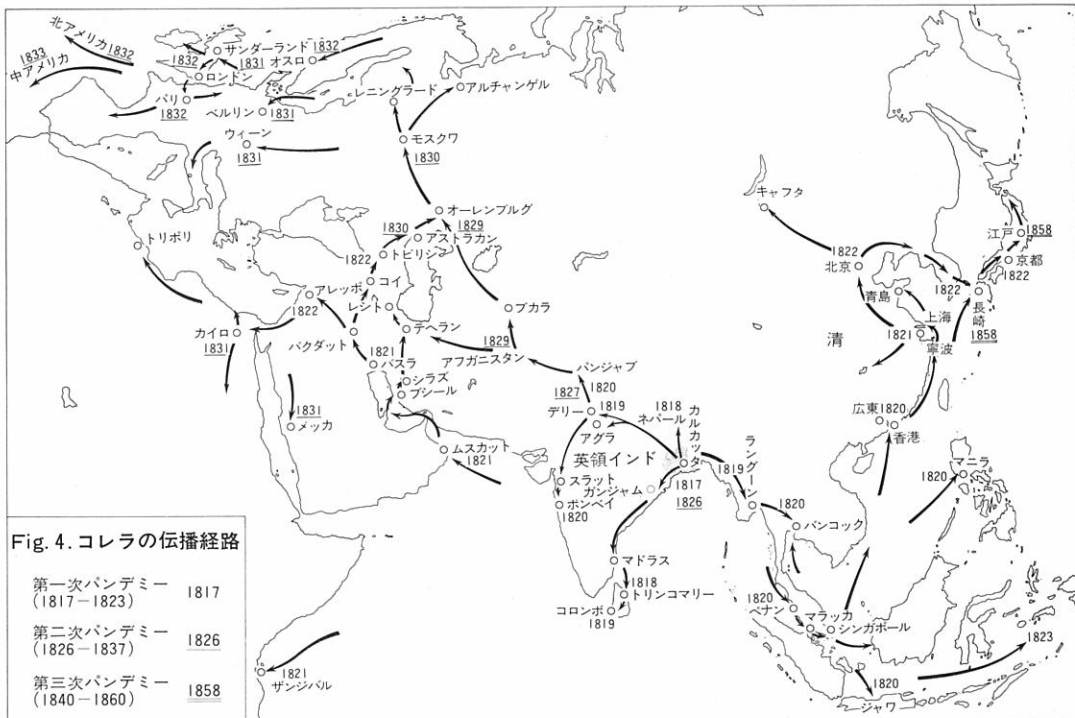 北アメリカ
1832
1833
中アメリカ
サンダーランド
1832
オスロ
1832
1831
ロンドン
パリ
1832
ベルリン
1831
ウィーン
1831
レニングラード
アルチャンゲル
モスクワ
1830
オーレンブルグ
1829
1830
アストラカン
トビリシ
1822
コイ
レシト
テヘラン
トリポリ
アレッポ
1822
カイロ
1831
バクダット
1821
バスラ
シラズ
ブシール
1831
メッカ
ムスカット
1821
ブカラ
1829
アフガニスタン
パンジャブ
1820
1827
デリー
1819
アグラ
1818
ネパール
カルカッタ
1817
1826
英領インド
ガンジャム
スラット
ボンベイ
1820
マドラス
1818
トリンコマリー
コロンボ
1819
ラングーン
1819
1820
バンコック
1820
ペナン
マラッカ
シンガポール
1820
ジャワ
1823
マニラ
1820
広東
1820
香港
キャフタ
1822
北京
青島
1822
上海
1821
寧波
清
長崎
1858
江戸
1858
京都
1822
1821
ザンジバル
Fig. 4. コレラの伝播経路
第一次パンデミー 1817
(1817−1823)
第二次パンデミー 1826
(1826−1837)
第三次パンデミー 1858
(1840−1860)